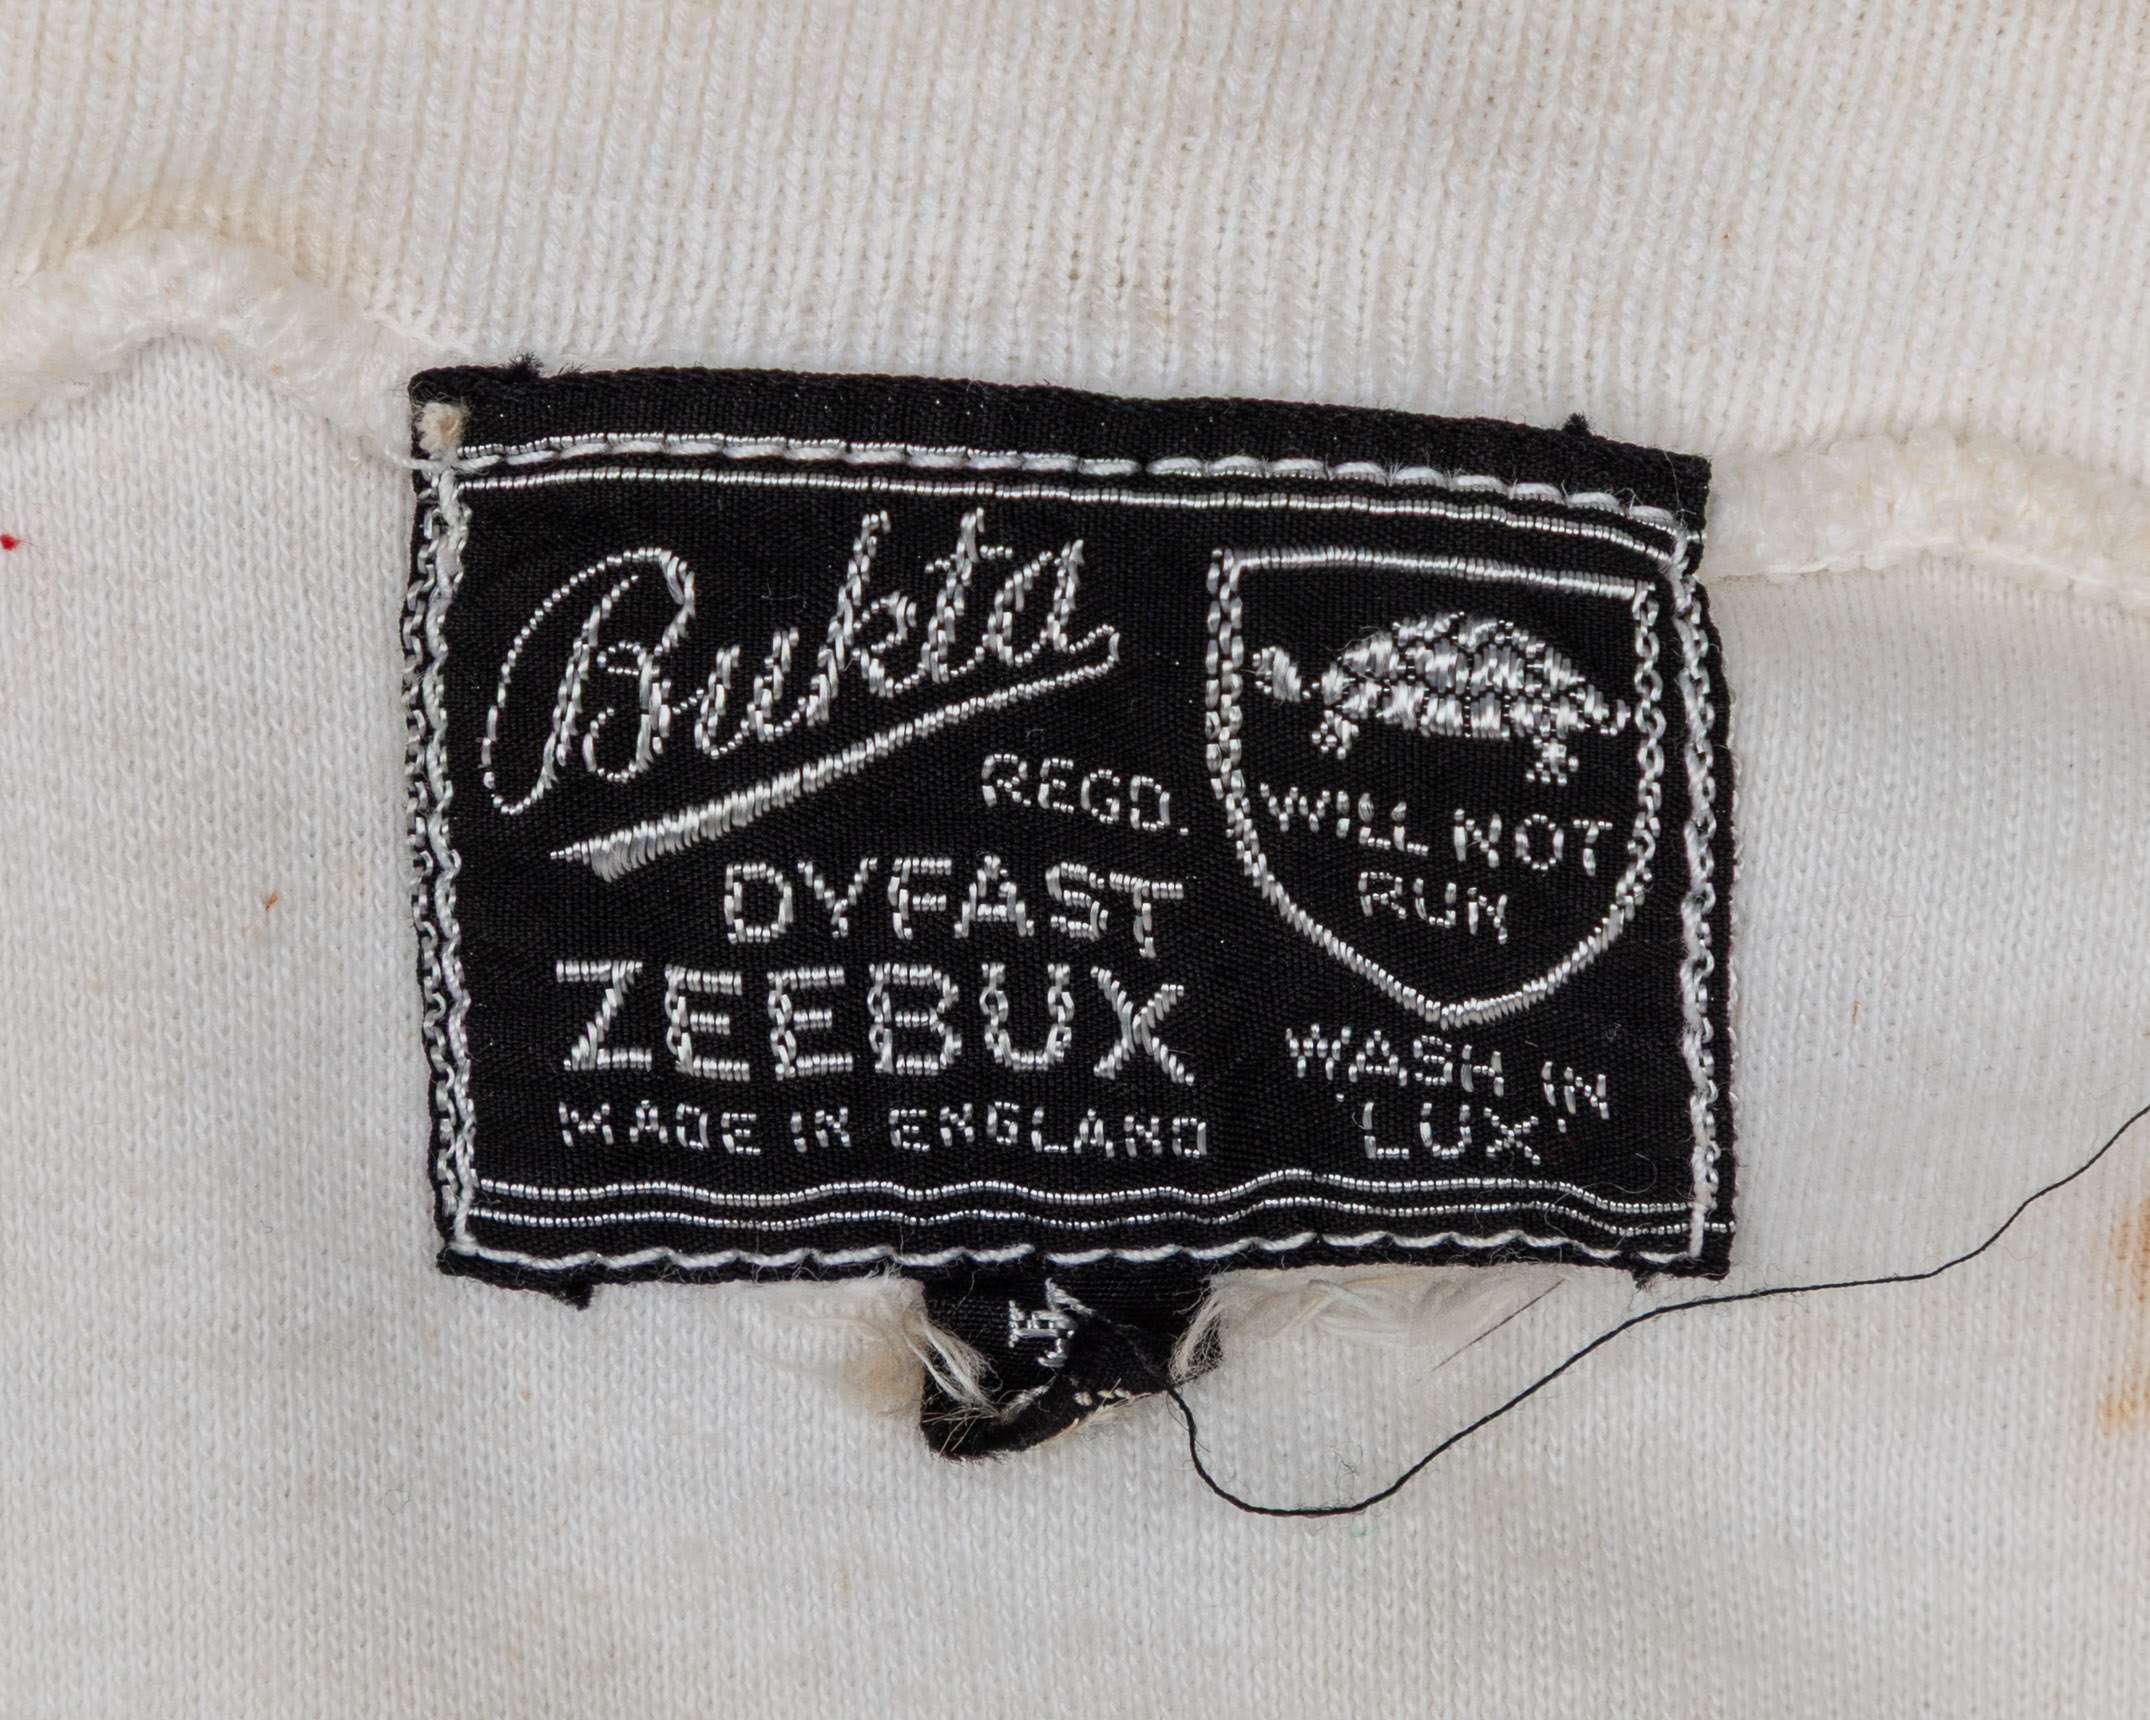 Bukta
REGD.
DYFAST
ZEEBUX
MADE IN ENGLAND
WILL NOT
RUN
WASH IN
'LUX'